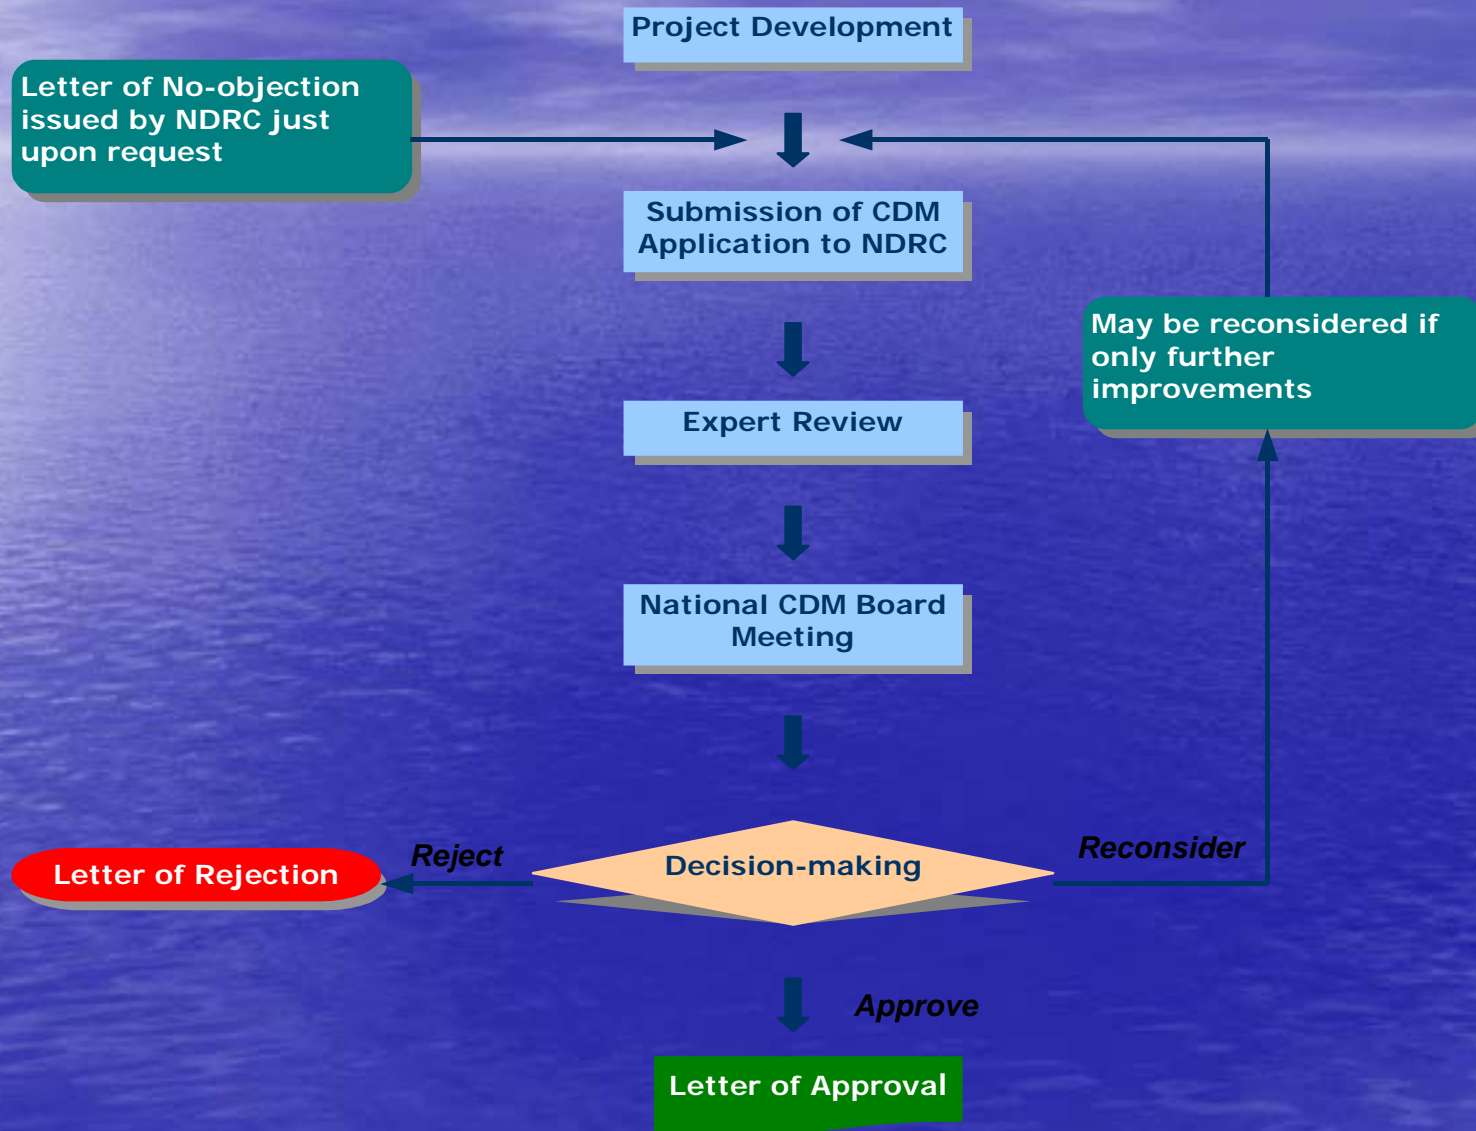 Project Development
Letter of No-objection
issued by NDRC just
upon request
Submission of CDM
Application to NDRC
May be reconsidered if
only further
improvements
Expert Review
National CDM Board
Meeting
Decision-making
Reject
Reconsider
Letter of Rejection
Approve
Letter of Approval